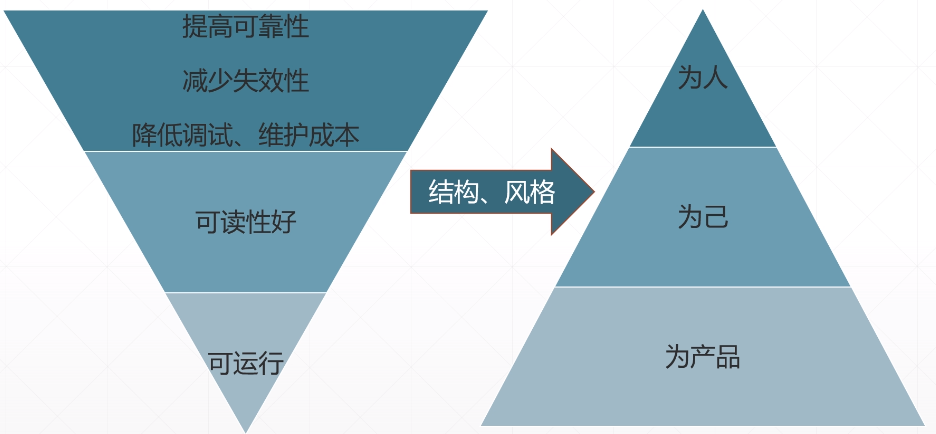 提高可靠性
减少失效性
降低调试、维护成本
可读性好
可运行
结构、风格
为人
为己
为产品